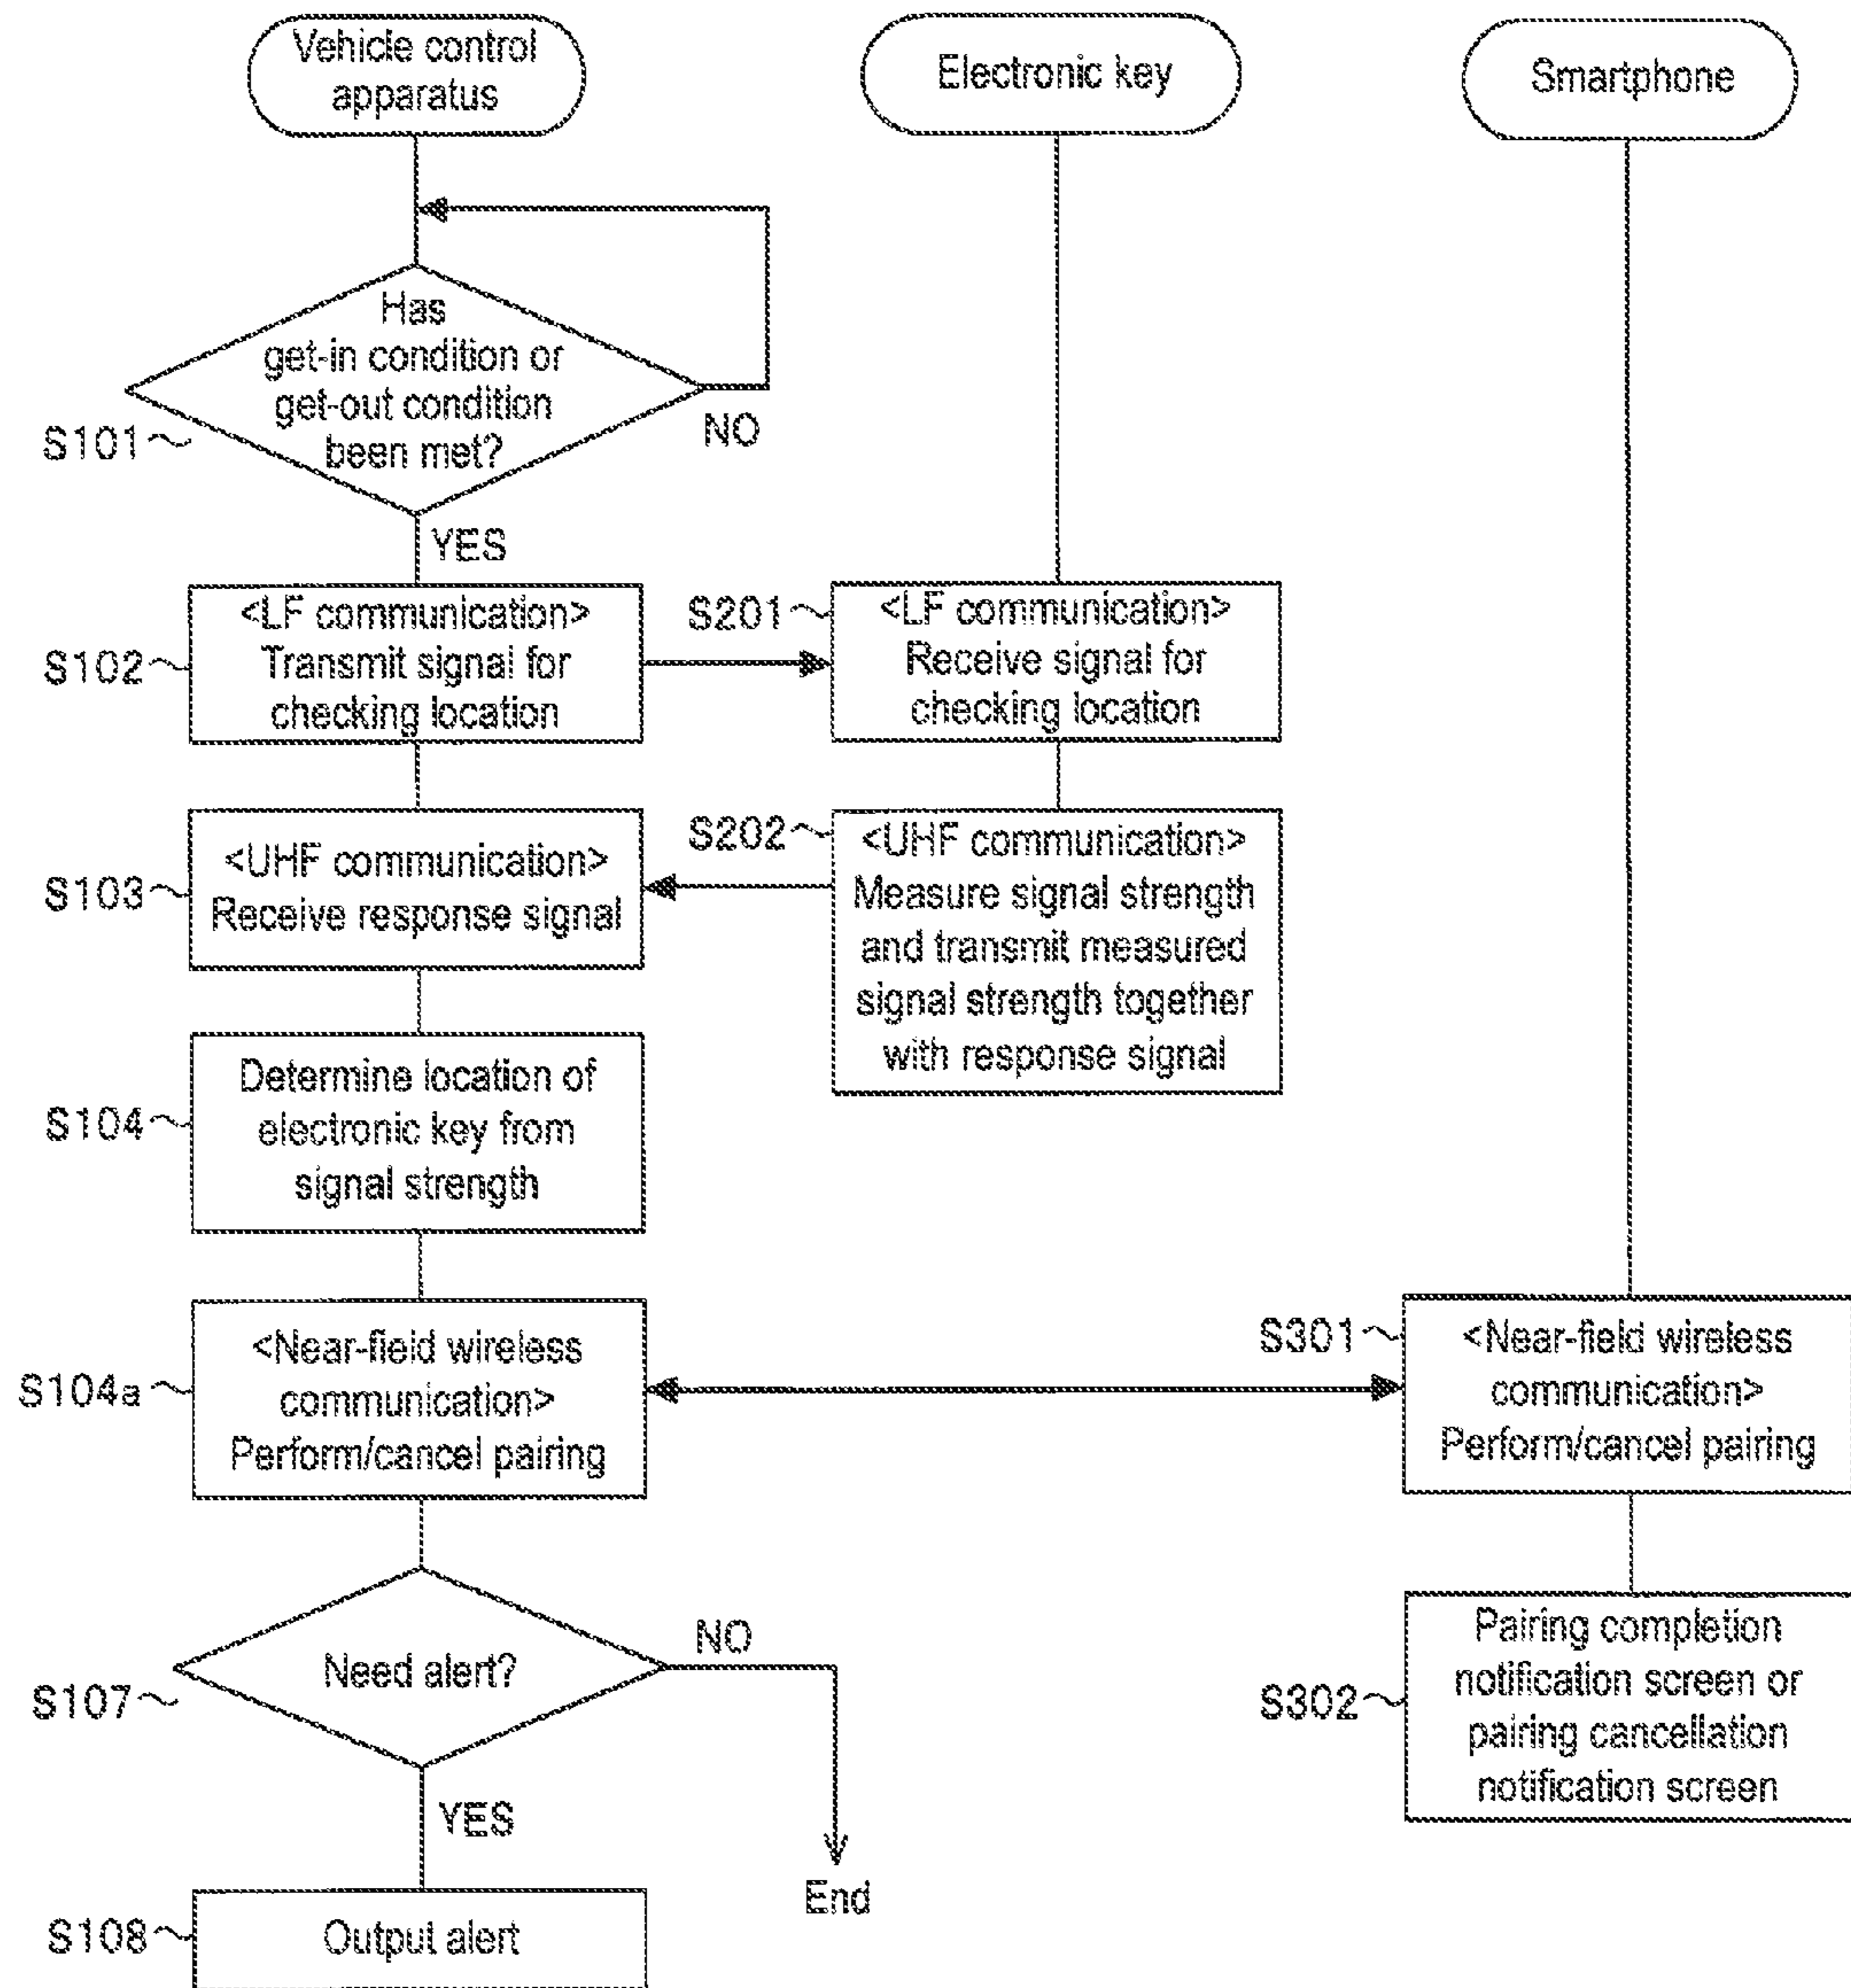 Vehicle control
apparatus
Electronic key
Smartphone
Has
get-in condition or
get-out condition
been met?
S101
NO
YES
S102
<LF communication>
Transmit signal for
checking location
S201
<LF communication>
Receive signal for
checking location
S103
<UHF communication>
Receive response signal
S202
<UHF communication>
Measure signal strength
and transmit measured
signal strength together
with response signal
S104
Determine location of
electronic key from
signal strength
S104a
<Near-field wireless
communication>
Perform/cancel pairing
S301
<Near-field wireless
communication>
Perform/cancel pairing
S107
Need alert?
NO
YES
End
S302
Pairing completion
notification screen or
pairing cancellation
notification screen
S108
Output alert